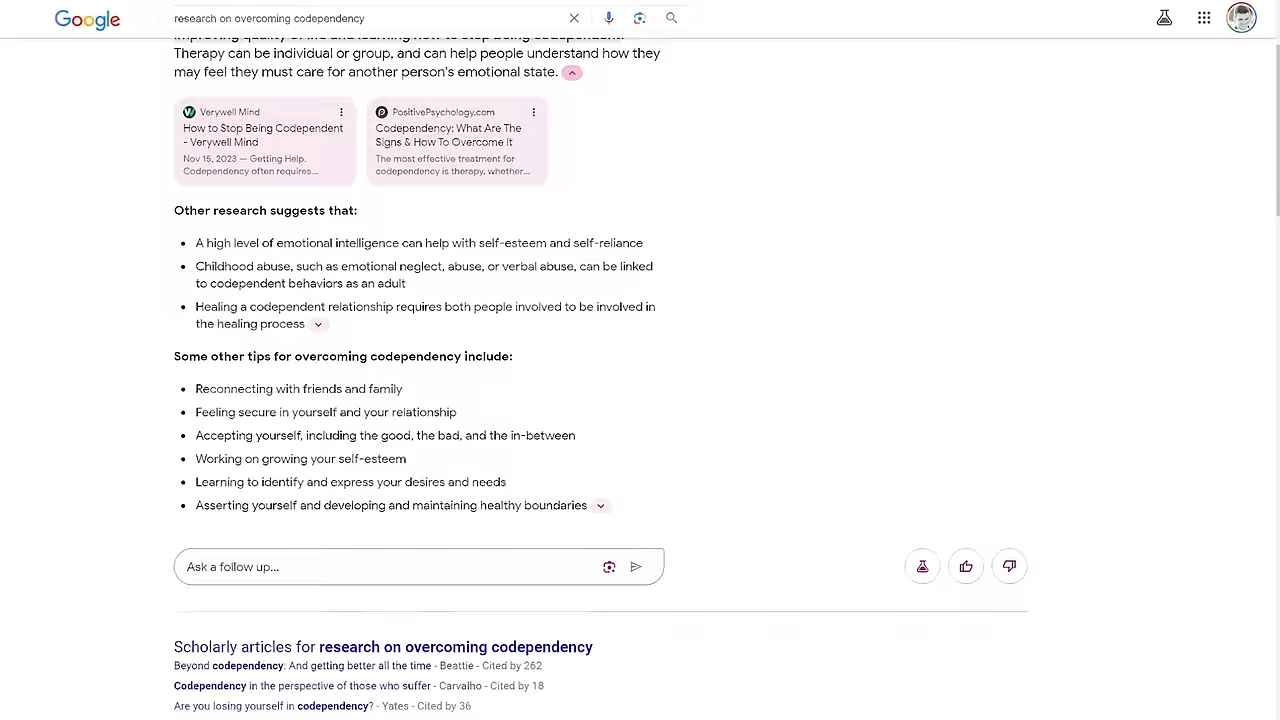 Google
research on overcoming codependency
improving quality of life and learning how to stop being codependent.
Therapy can be individual or group, and can help people understand how they
may feel they must care for another person's emotional state.
Verywell Mind
How to Stop Being Codependent
- Verywell Mind
Nov 15, 2023 — Getting Help.
Codependency often requires...
PositivePsychology.com
Codependency: What Are The
Signs & How To Overcome It
The most effective treatment for
codependency is therapy, whether...
Other research suggests that:
• A high level of emotional intelligence can help with self-esteem and self-reliance
• Childhood abuse, such as emotional neglect, abuse, or verbal abuse, can be linked
to codependent behaviors as an adult
• Healing a codependent relationship requires both people involved to be involved in
the healing process
Some other tips for overcoming codependency include:
• Reconnecting with friends and family
• Feeling secure in yourself and your relationship
• Accepting yourself, including the good, the bad, and the in-between
• Working on growing your self-esteem
• Learning to identify and express your desires and needs
• Asserting yourself and developing and maintaining healthy boundaries
Ask a follow up...
Scholarly articles for research on overcoming codependency
Beyond codependency: And getting better all the time - Beattie - Cited by 262
Codependency in the perspective of those who suffer - Carvalho - Cited by 18
Are you losing yourself in codependency? - Yates - Cited by 36